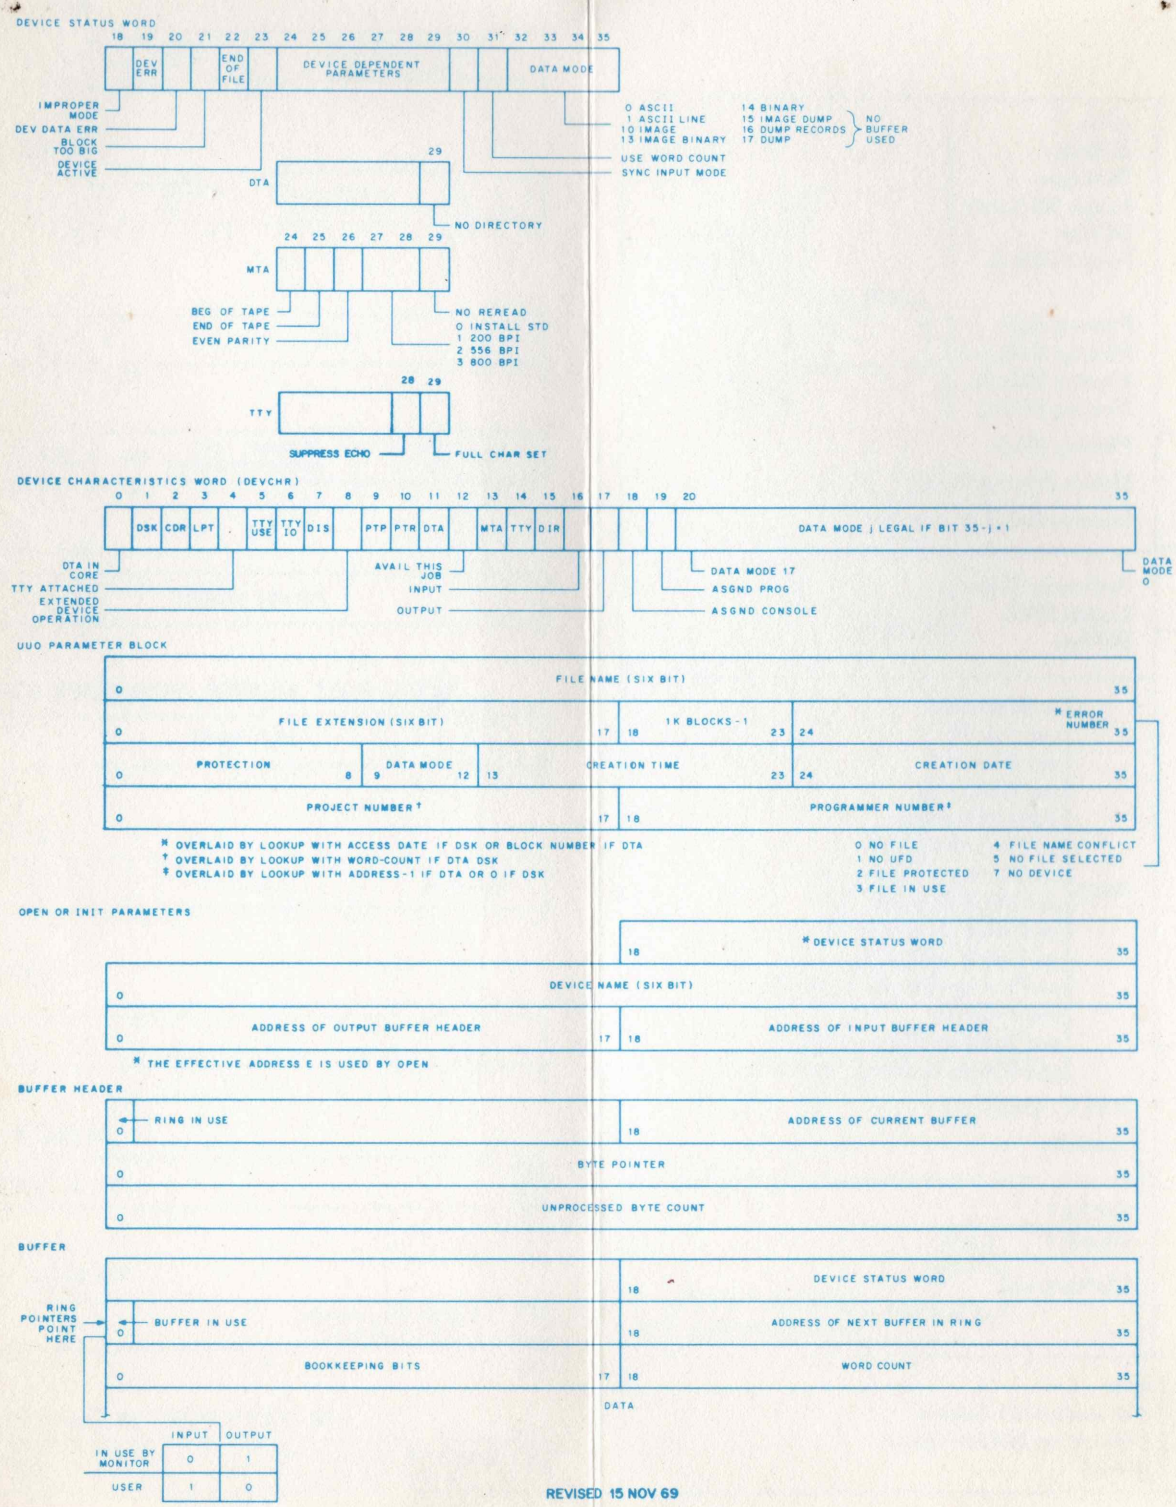 DEVICE STATUS WORD
18 19 20 21 22 23 24 25 26 27 28 29 30 31 32 33 34 35
DEV ERR
END OF FILE
DEVICE DEPENDENT PARAMETERS
DATA MODE
IMPROPER MODE
DEV DATA ERR
BLOCK TOO BIG
DEVICE ACTIVE
0 ASCII
1 ASCII LINE
10 IMAGE
13 IMAGE BINARY
14 BINARY
15 IMAGE DUMP
16 DUMP RECORDS
17 DUMP
NO BUFFER USED
USE WORD COUNT
SYNC INPUT MODE
29
DTA
NO DIRECTORY
24 25 26 27 28 29
MTA
BEG OF TAPE
END OF TAPE
EVEN PARITY
NO REREAD
0 INSTALL STD
1 200 BPI
2 556 BPI
3 800 BPI
28 29
TTY
SUPPRESS ECHO
FULL CHAR SET
DEVICE CHARACTERISTICS WORD (DEVCHR)
0 1 2 3 4 5 6 7 8 9 10 11 12 13 14 15 16 17 18 19 20 35
DSK CDR LPT TTY USE TTY IO DIS PTP PTR DTA MTA TTY DIR
DATA MODE j LEGAL IF BIT 35-j=1
DTA IN CORE
TTY ATTACHED
EXTENDED DEVICE OPERATION
AVAIL THIS JOB
INPUT
OUTPUT
DATA MODE 17
ASGND PROG
ASGND CONSOLE
DATA MODE 0
UUO PARAMETER BLOCK
FILE NAME (SIX BIT)
0 35
FILE EXTENSION (SIX BIT) 1K BLOCKS-1 * ERROR NUMBER
0 17 18 23 24 35
PROTECTION DATA MODE CREATION TIME CREATION DATE
0 8 9 12 13 23 24 35
PROJECT NUMBER† PROGRAMMER NUMBER‡
0 17 18 35
* OVERLAID BY LOOKUP WITH ACCESS DATE IF DSK OR BLOCK NUMBER IF DTA
† OVERLAID BY LOOKUP WITH WORD-COUNT IF DTA DSK
‡ OVERLAID BY LOOKUP WITH ADDRESS-1 IF DTA OR 0 IF DSK
0 NO FILE
1 NO UFD
2 FILE PROTECTED
3 FILE IN USE
4 FILE NAME CONFLICT
5 NO FILE SELECTED
7 NO DEVICE
OPEN OR INIT PARAMETERS
* DEVICE STATUS WORD
18 35
DEVICE NAME (SIX BIT)
0 35
ADDRESS OF OUTPUT BUFFER HEADER ADDRESS OF INPUT BUFFER HEADER
0 17 18 35
* THE EFFECTIVE ADDRESS E IS USED BY OPEN
BUFFER HEADER
RING IN USE ADDRESS OF CURRENT BUFFER
0 18 35
BYTE POINTER
0 35
UNPROCESSED BYTE COUNT
0 35
BUFFER
DEVICE STATUS WORD
18 35
RING POINTERS POINT HERE
BUFFER IN USE ADDRESS OF NEXT BUFFER IN RING
0 18 35
BOOKKEEPING BITS WORD COUNT
0 17 18 35
DATA
INPUT OUTPUT
IN USE BY MONITOR 0 1
USER 1 0
REVISED 15 NOV 69